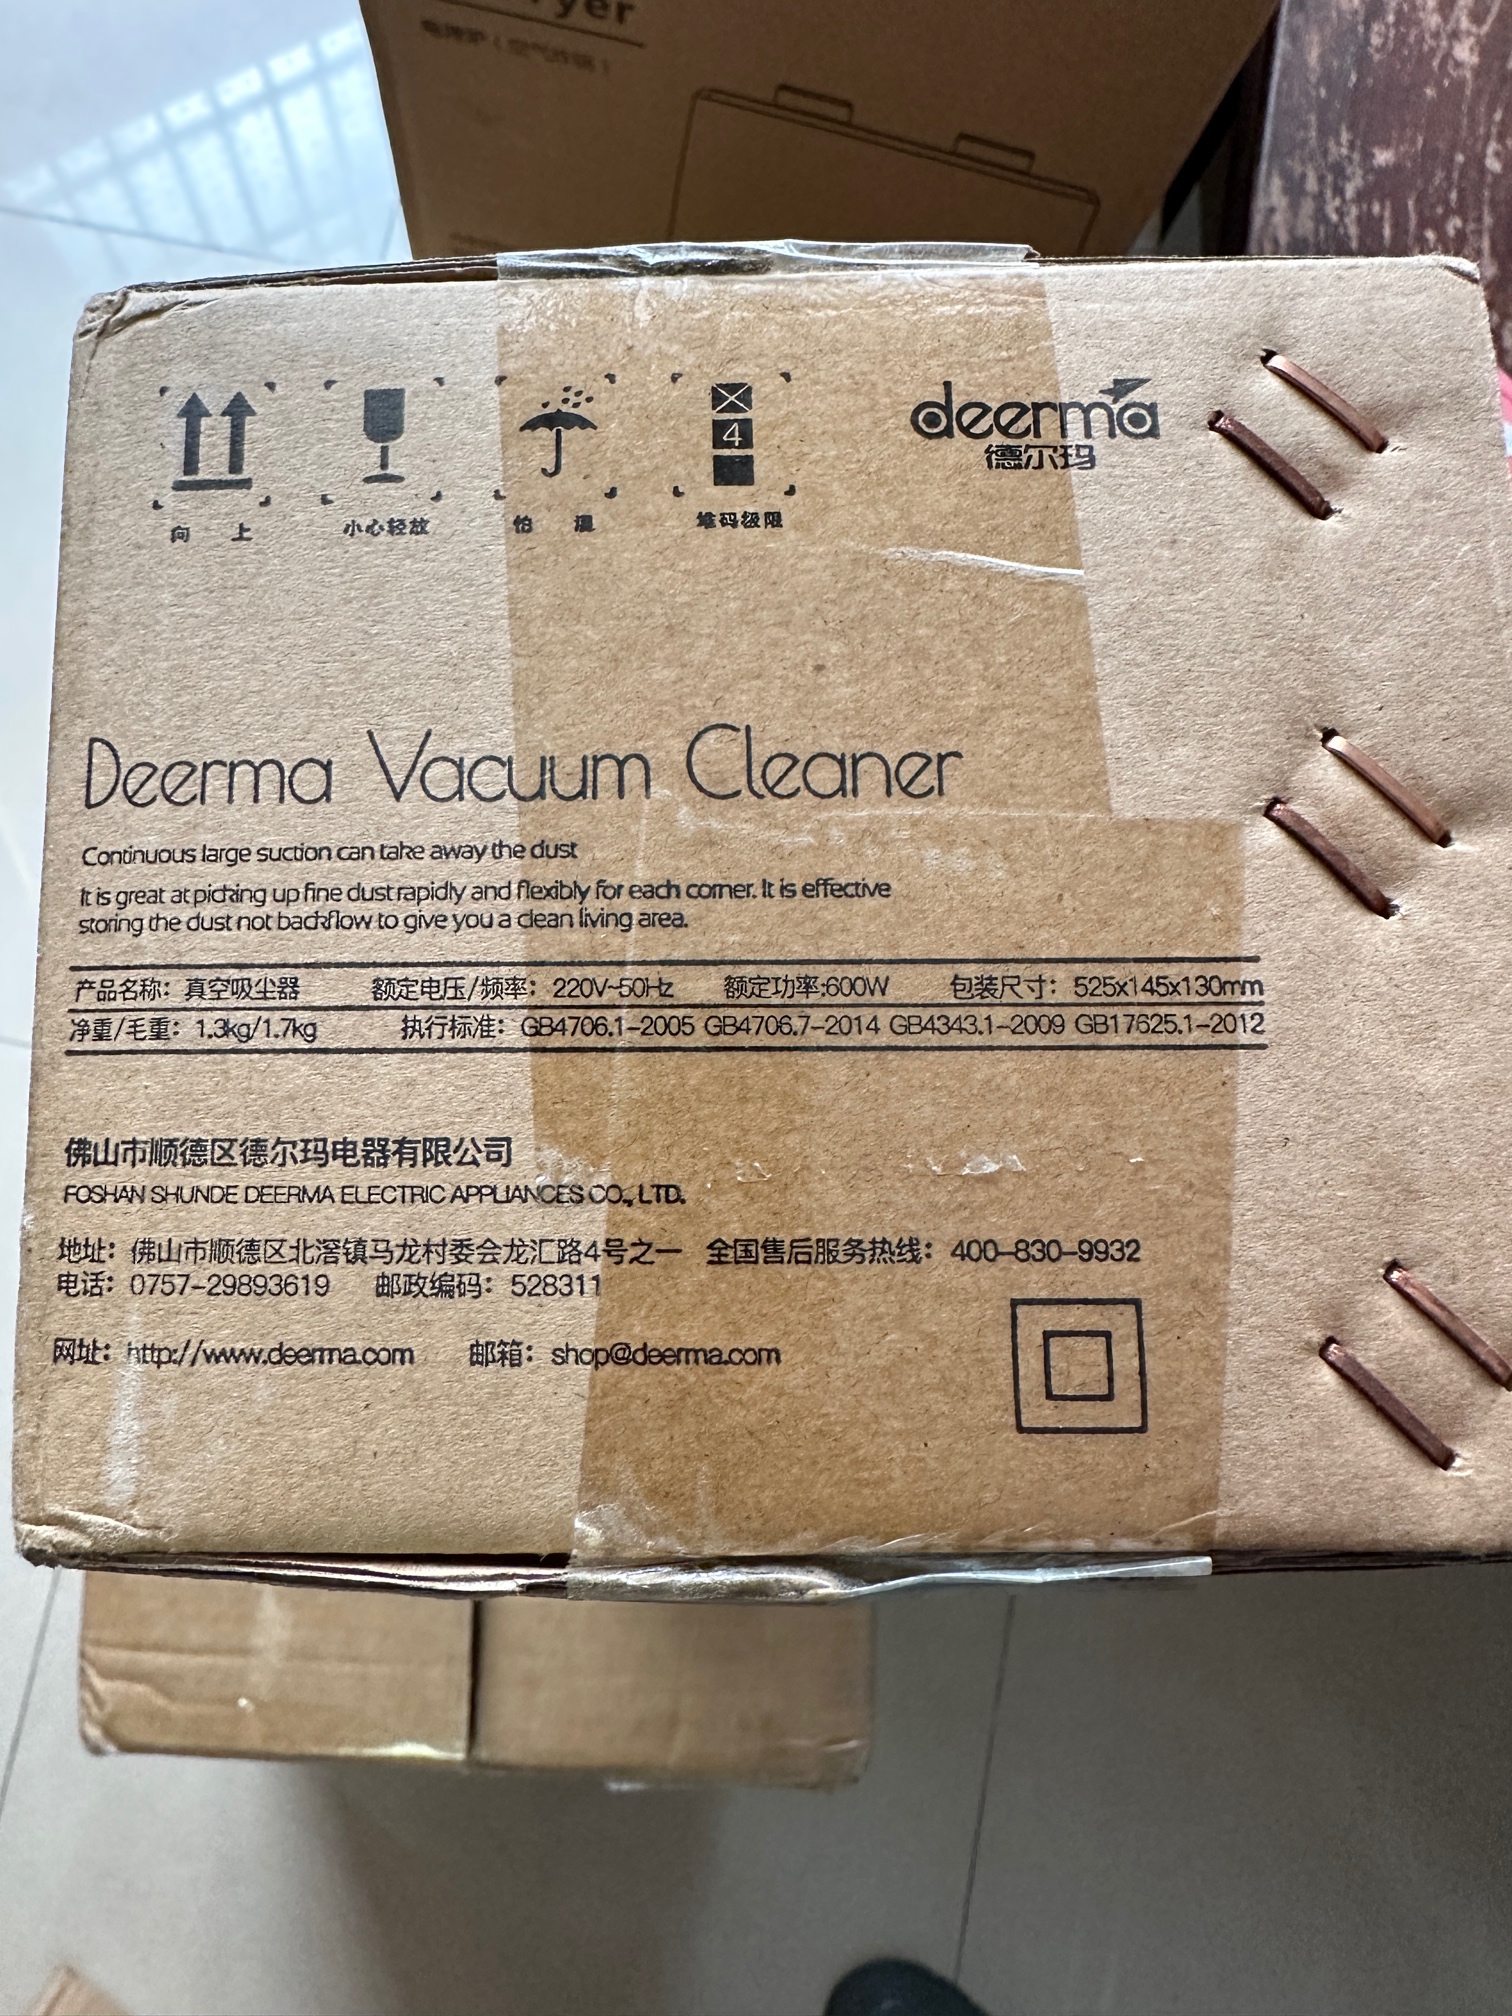 yer
4
deerma
德尔玛
向 上
小心轻放
怕 湿
堆码极限
Deerma Vacuum Cleaner
Continuous large suction can take away the dust
It is great at picking up fine dust rapidly and flexibly for each corner. It is effective
storing the dust not backflow to give you a clean living area.
产品名称：真空吸尘器 额定电压/频率：220V~50Hz 额定功率:600W 包装尺寸：525x145x130mm
净重/毛重：1.3kg/1.7kg 执行标准：GB4706.1-2005 GB4706.7-2014 GB4343.1-2009 GB17625.1-2012
佛山市顺德区德尔玛电器有限公司
FOSHAN SHUNDE DEERMA ELECTRIC APPLIANCES CO., LTD.
地址：佛山市顺德区北滘镇马龙村委会龙汇路4号之一 全国售后服务热线：400-830-9932
电话：0757-29893619 邮政编码：528311
网址：http://www.deerma.com 邮箱：shop@deerma.com